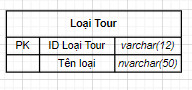 Loại Tour
PK ID Loại Tour varchar(12)
Tên loại nvarchar(50)